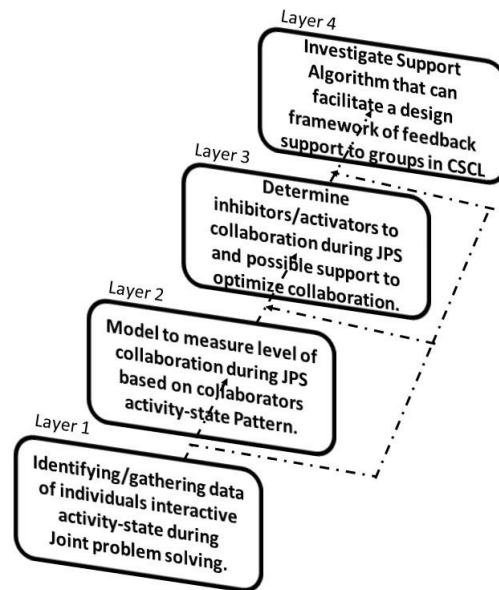 Layer 4
Investigate Support
Algorithm that can
facilitate a design
framework of feedback
support to groups in CSCL
Layer 3
Determine
inhibitors/activators to
collaboration during JPS
and possible support to
optimize collaboration.
Layer 2
Model to measure level of
collaboration during JPS
based on collaborators
activity-state Pattern.
Layer 1
Identifying/gathering data
of individuals interactive
activity-state during
Joint problem solving.